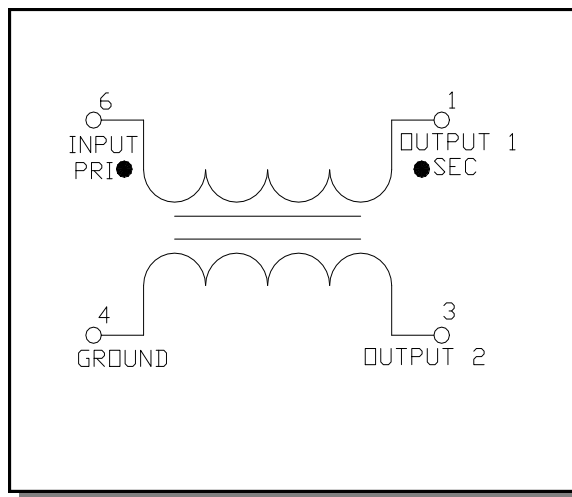 6
1
INPUT
OUTPUT 1
PRI
SEC
4
3
GROUND
OUTPUT 2